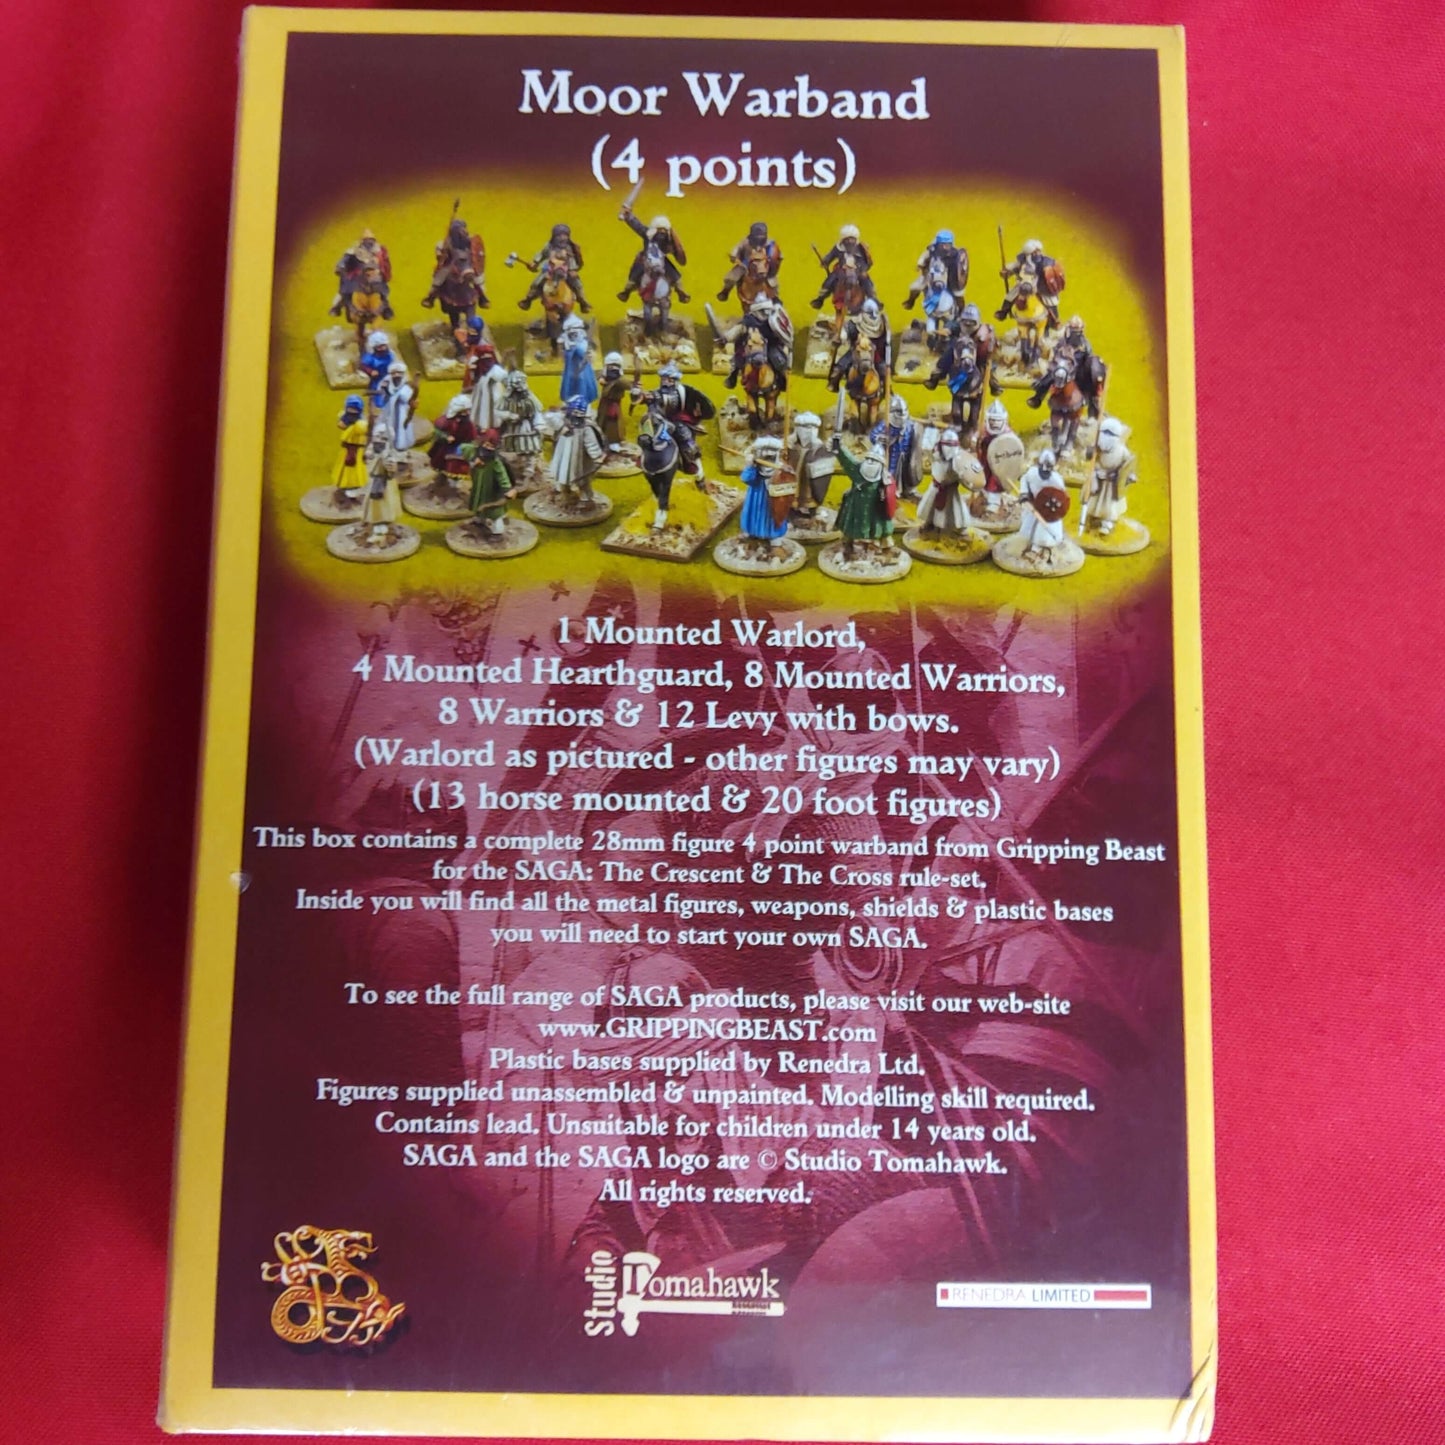 Moor Warband
(4 points)
1 Mounted Warlord,
4 Mounted Hearthguard, 8 Mounted Warriors,
8 Warriors & 12 Levy with bows.
(Warlord as pictured - other figures may vary)
(13 horse mounted & 20 foot figures)
This box contains a complete 28mm figure 4 point warband from Gripping Beast
for the SAGA: The Crescent & The Cross rule-set.
Inside you will find all the metal figures, weapons, shields & plastic bases
you will need to start your own SAGA.
To see the full range of SAGA products, please visit our web-site
www.GRIPPINGBEAST.com
Plastic bases supplied by Renedra Ltd.
Figures supplied unassembled & unpainted. Modelling skill required.
Contains lead. Unsuitable for children under 14 years old.
SAGA and the SAGA logo are © Studio Tomahawk.
All rights reserved.
Studio Tomahawk
RENEDRA LIMITED